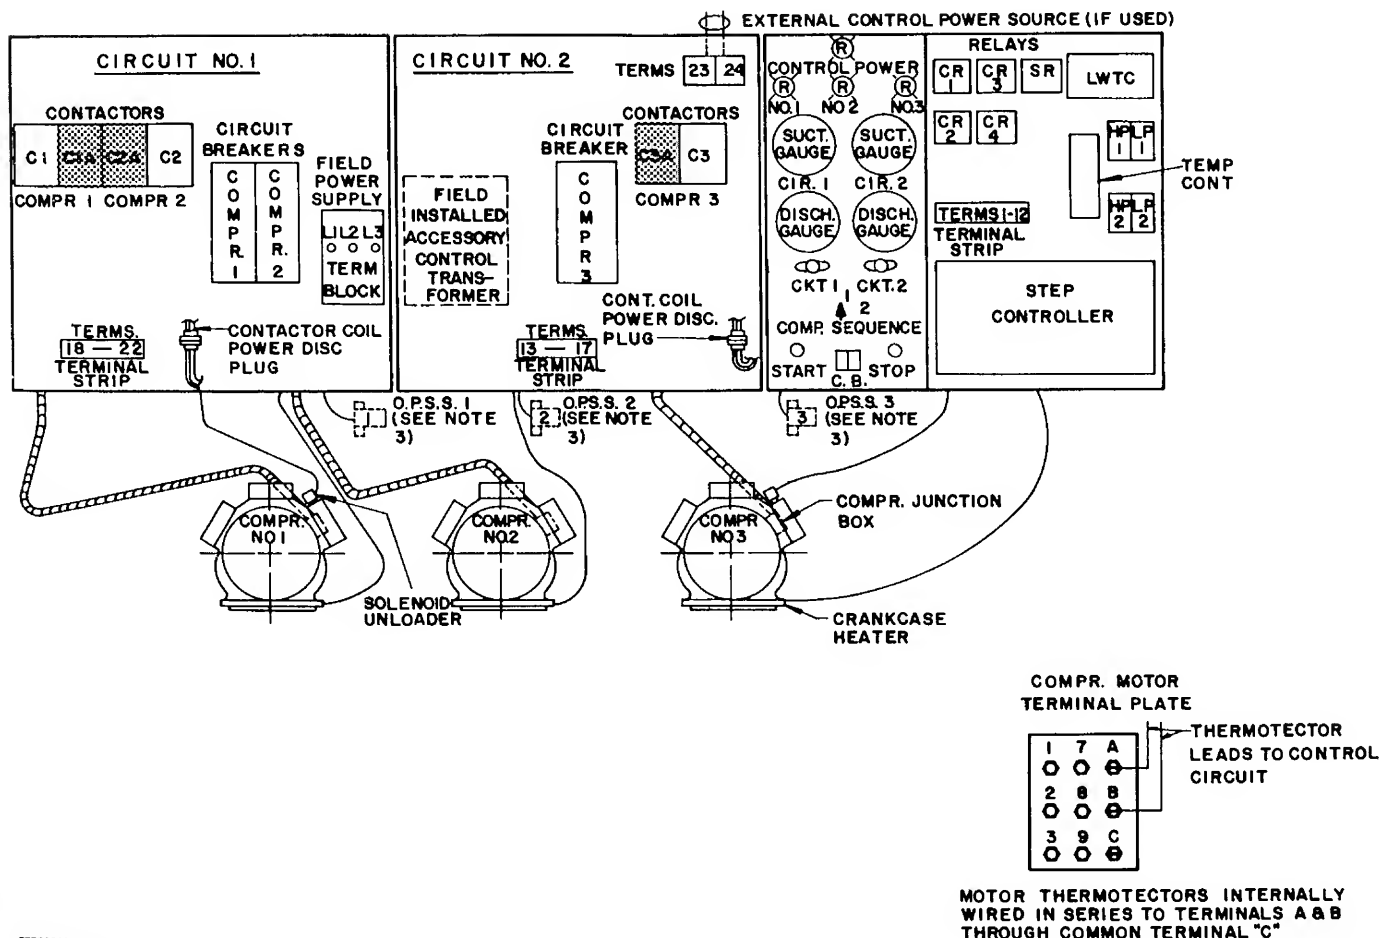 EXTERNAL CONTROL POWER SOURCE (IF USED)
CIRCUIT NO. 1
CONTACTORS
C1
C1A
C2A
C2
COMPR 1 COMPR 2
CIRCUIT
BREAKERS
COMPR. 1
COMPR. 2
FIELD
POWER
SUPPLY
L1 L2 L3
TERM
BLOCK
TERMS.
18 — 22
TERMINAL
STRIP
CONTACTOR COIL
POWER DISC
PLUG
CIRCUIT NO. 2
TERMS 23 24
CONTACTORS
C3A
C3
COMPR 3
CIRCUIT
BREAKER
COMPR 3
FIELD
INSTALLED
ACCESSORY
CONTROL
TRANS-
FORMER
CONT. COIL
POWER DISC.
PLUG
TERMS.
13 — 17
TERMINAL
STRIP
R
CONTROL POWER
R R R
NO.1 NO 2 NO.3
SUCT.
GAUGE
SUCT.
GAUGE
CIR. 1 CIR. 2
DISCH.
GAUGE
DISCH.
GAUGE
CKT 1 CKT. 2
1
2
COMP. SEQUENCE
START STOP
C. B.
RELAYS
CR
1
CR
3
SR
LWTC
CR
2
CR
4
HP
1
LP
1
TEMP
CONT
HP
2
LP
2
TERMS 1-12
TERMINAL
STRIP
STEP
CONTROLLER
1
O.P.S.S. 1
(SEE NOTE
3)
2
O.P.S.S. 2
(SEE NOTE
3)
3
O.P.S.S. 3
(SEE NOTE
3)
COMPR.
NO 1
COMPR.
NO.2
COMPR
NO3
COMPR. JUNCTION
BOX
SOLENOID
UNLOADER
CRANKCASE
HEATER
COMPR. MOTOR
TERMINAL PLATE
1 7 A
2 8 B
3 9 C
THERMOTECTOR
LEADS TO CONTROL
CIRCUIT
MOTOR THERMOTECTORS INTERNALLY
WIRED IN SERIES TO TERMINALS A & B
THROUGH COMMON TERMINAL "C"